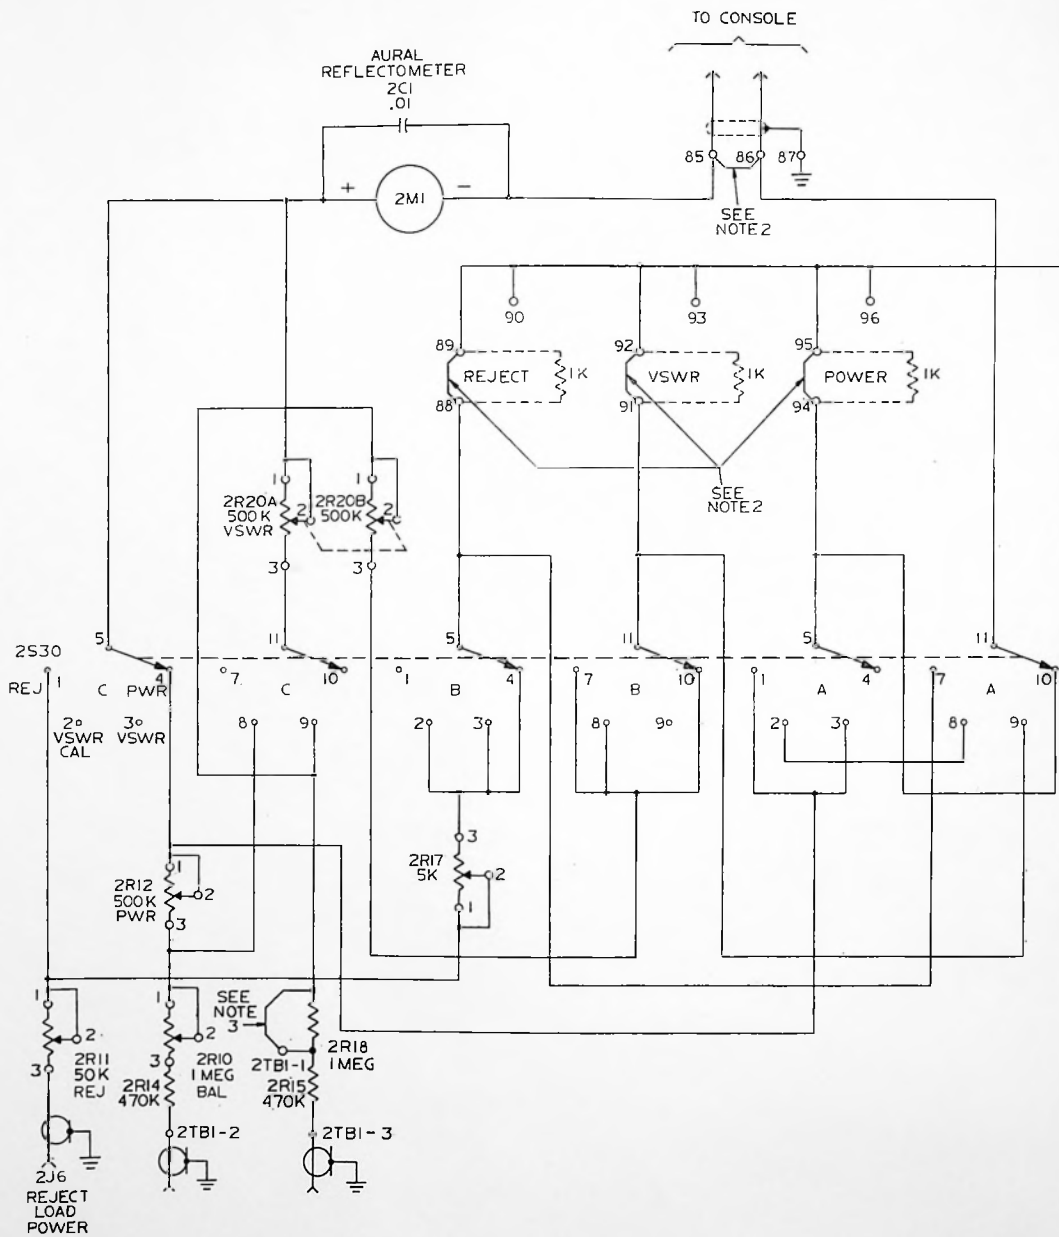 TO CONSOLE
AURAL
REFLECTOMETER
2C1
.01
85 86 87
+ 2M1 -
SEE
NOTE 2
90 93 96
89 92 95
REJECT 1K VSWR 1K POWER 1K
88 91 94
SEE
NOTE 2
1 1
2R20A
500K
VSWR
2
2R20B
500K
2
3 3
5 11 5 11 5 11
2S30
REJ 1 C PWR 4 7 C 10 1 B 4 7 B 10 1 A 4 7 A 10
2 3 8 9 2 3 8 9 2 3 8 9
VSWR
CAL
VSWR
3
2R17
5K
2
1
1
2R12
500K
PWR
2
3
1 1
SEE
NOTE
3
2 2
2R18
1 MEG
3 3
2R11
50K
REJ
2R10
1 MEG
BAL
2TB1-1
2R14
470K
2R15
470K
2TB1-2 2TB1-3
2J6
REJECT
LOAD
POWER